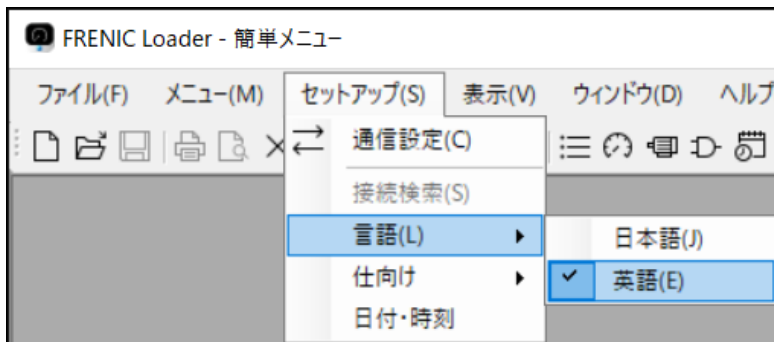 FRENIC Loader - 簡単メニュー
ファイル(F) メニュー(M) セットアップ(S) 表示(V) ウィンドウ(D) ヘルプ
通信設定(C)
接続検索(S)
言語(L) 日本語(J)
仕向け 英語(E)
日付・時刻